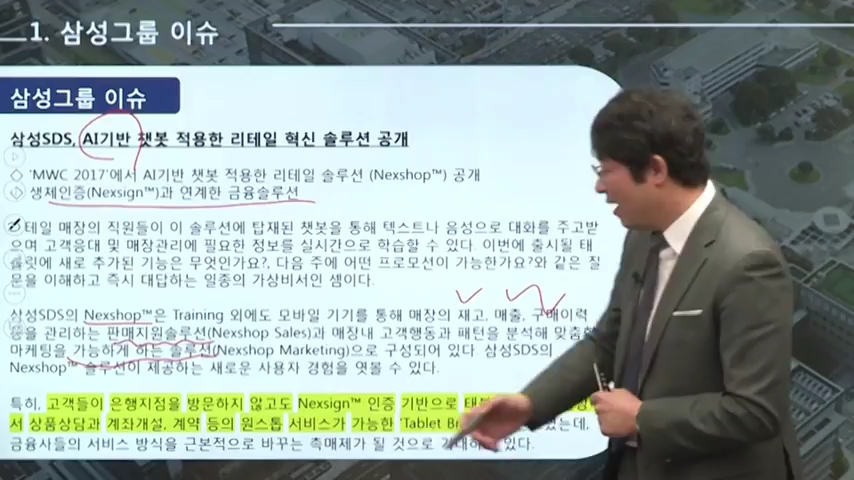 1. 삼성그룹 이슈
삼성그룹 이슈
삼성SDS, AI기반 챗봇 적용한 리테일 혁신 솔루션 공개
◇ 'MWC 2017'에서 AI기반 챗봇 적용한 리테일 솔루션 (Nexshop™) 공개
◇ 생체인증(Nexsign™)과 연계한 금융솔루션
테일 매장의 직원들이 이 솔루션에 탑재된 챗봇을 통해 텍스트나 음성으로 대화를 주고받
으며 고객응대 및 매장관리에 필요한 정보를 실시간으로 학습할 수 있다. 이번에 출시될 태
블릿에 새로 추가된 기능은 무엇인가요?, 다음 주에 어떤 프로모션이 가능한가요?와 같은 질
문을 이해하고 즉시 대답하는 일종의 가상비서인 셈이다.
삼성SDS의 Nexshop™은 Training 외에도 모바일 기기를 통해 매장의 재고, 매출, 구매이력
등을 관리하는 판매지원솔루션(Nexshop Sales)과 매장내 고객행동과 패턴을 분석해 맞춤화
마케팅을 가능하게 하는 솔루션(Nexshop Marketing)으로 구성되어 있다. 삼성SDS의
Nexshop™ 솔루션이 제공하는 새로운 사용자 경험을 엿볼 수 있다.
특히, 고객들이 은행지점을 방문하지 않고도 Nexsign™ 인증 기반으로
서 상품상담과 계좌개설, 계약 등의 원스톱 서비스가 가능한 'Tablet
금융사들의 서비스 방식을 근본적으로 바꾸는 촉매제가 될 것으로 있다.